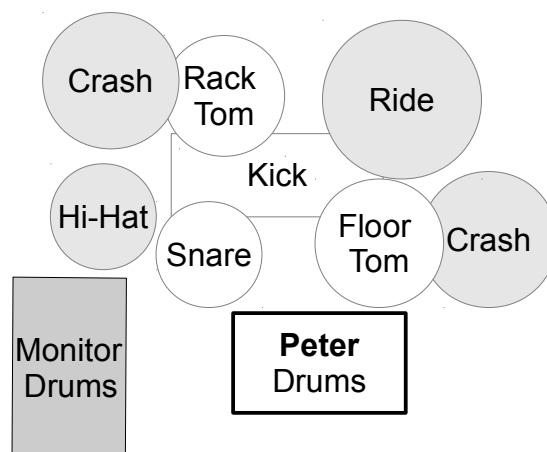 Crash
Rack
Tom
Ride
Kick
Hi-Hat
Snare
Floor
Tom
Crash
Monitor
Drums
Peter
Drums